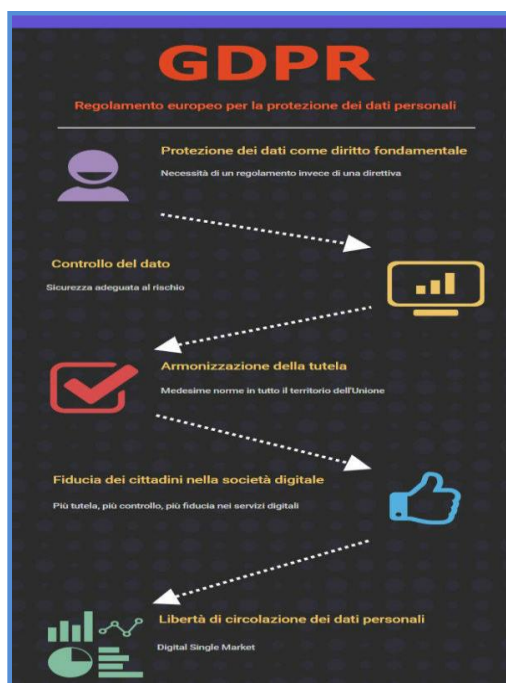 GDPR
Regolamento europeo per la protezione dei dati personali
Protezione dei dati come diritto fondamentale
Necessità di un regolamento invece di una direttiva
Controllo del dato
Sicurezza adeguata al rischio
Armonizzazione della tutela
Medesime norme in tutto il territorio dell'Unione
Fiducia dei cittadini nella società digitale
Più tutela, più controllo, più fiducia nei servizi digitali
Libertà di circolazione dei dati personali
Digital Single Market